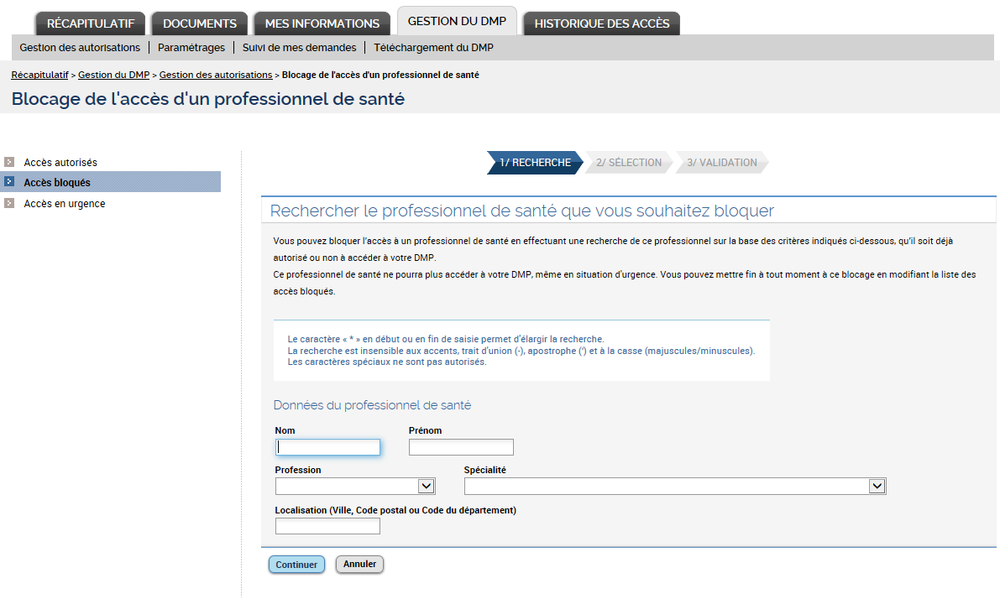 RÉCAPITULATIF DOCUMENTS MES INFORMATIONS GESTION DU DMP HISTORIQUE DES ACCÈS
Gestion des autorisations | Paramétrages | Suivi de mes demandes | Téléchargement du DMP
Récapitulatif > Gestion du DMP > Gestion des autorisations > Blocage de l'accès d'un professionnel de santé
Blocage de l'accès d'un professionnel de santé
Accès autorisés
Accès bloqués
Accès en urgence
1/ RECHERCHE 2/ SÉLECTION 3/ VALIDATION
Rechercher le professionnel de santé que vous souhaitez bloquer
Vous pouvez bloquer l'accès à un professionnel de santé en effectuant une recherche de ce professionnel sur la base des critères indiqués ci-dessous, qu'il soit déjà
autorisé ou non à accéder à votre DMP.
Ce professionnel de santé ne pourra plus accéder à votre DMP, même en situation d'urgence. Vous pouvez mettre fin à tout moment à ce blocage en modifiant la liste des
accès bloqués.
Le caractère « * » en début ou en fin de saisie permet d'élargir la recherche.
La recherche est insensible aux accents, trait d'union (-), apostrophe (') et à la casse (majuscules/minuscules).
Les caractères spéciaux ne sont pas autorisés.
Données du professionnel de santé
Nom Prénom
Profession Spécialité
Localisation (Ville, Code postal ou Code du département)
Continuer Annuler